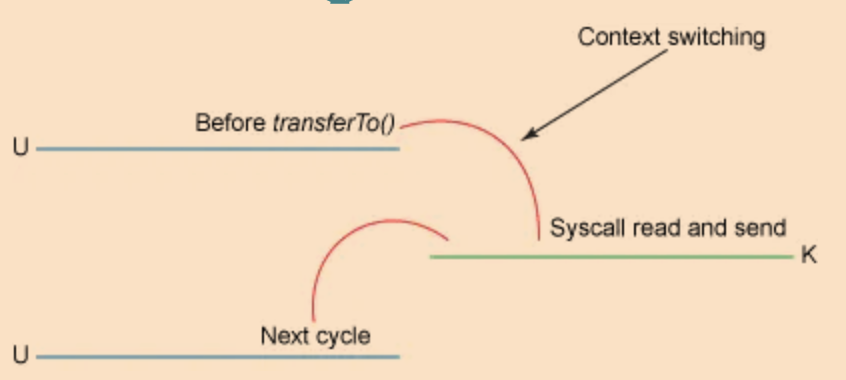 Context switching
Before transferTo()
U
Syscall read and send
K
Next cycle
U